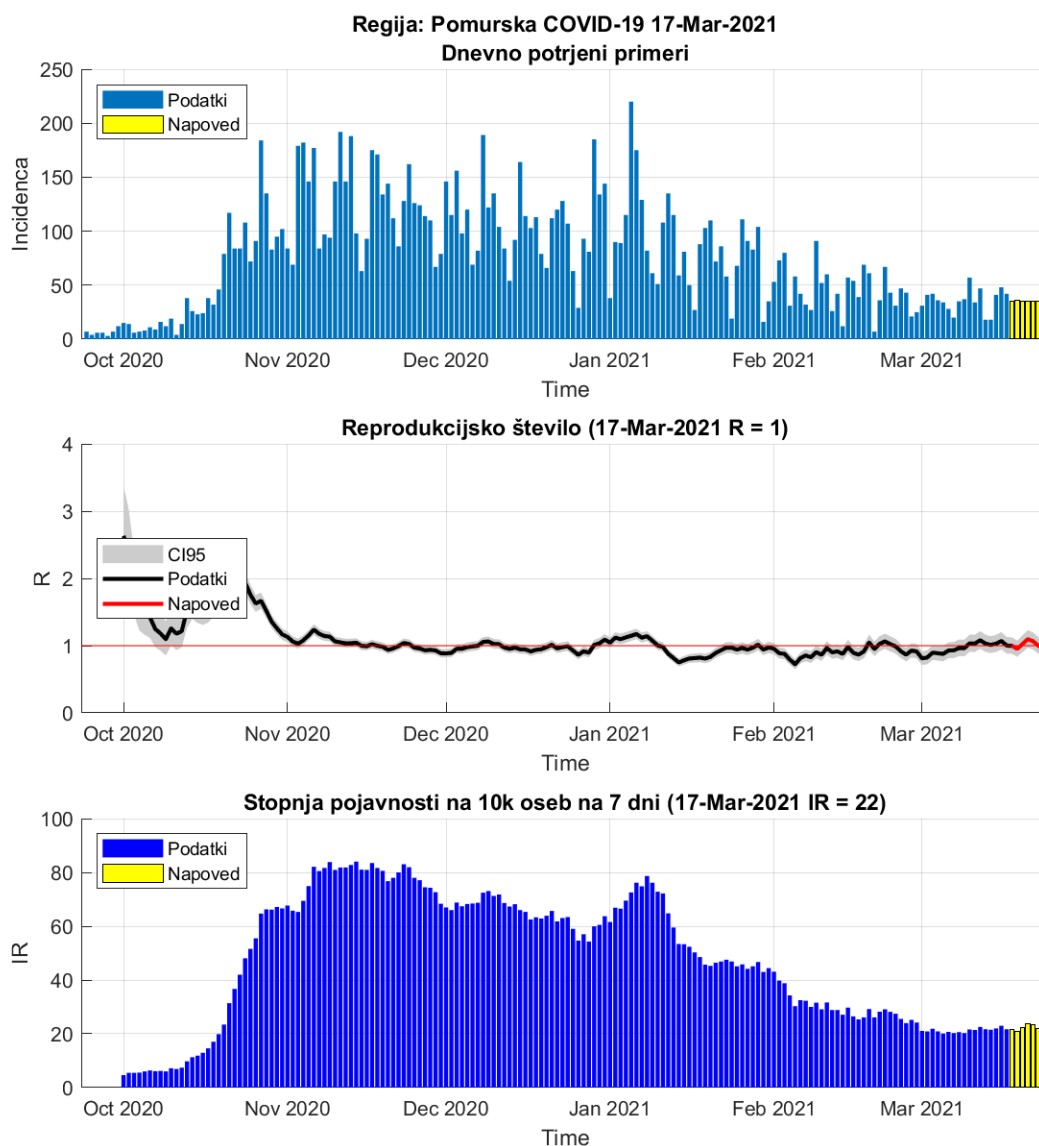 Regija: Pomurska COVID-19 17-Mar-2021
Dnevno potrjeni primeri
250
200
150
100
50
0
Incidenca
Podatki
Napoved
Oct 2020 Nov 2020 Dec 2020 Jan 2021 Feb 2021 Mar 2021
Time
Reprodukcijsko število (17-Mar-2021 R = 1)
4
3
2
1
0
R
CI95
Podatki
Napoved
Oct 2020 Nov 2020 Dec 2020 Jan 2021 Feb 2021 Mar 2021
Time
Stopnja pojavnosti na 10k oseb na 7 dni (17-Mar-2021 IR = 22)
100
80
60
40
20
0
IR
Podatki
Napoved
Oct 2020 Nov 2020 Dec 2020 Jan 2021 Feb 2021 Mar 2021
Time